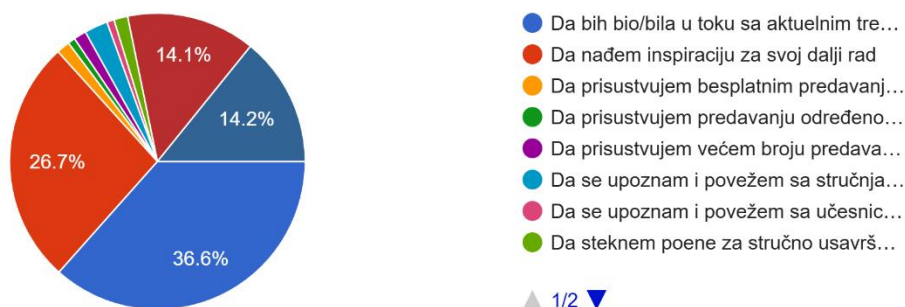 14.1%
14.2%
26.7%
36.6%
Da bih bio/bila u toku sa aktuelnim tre...
Da nađem inspiraciju za svoj dalji rad
Da prisustvujem besplatnim predavanj...
Da prisustvujem predavanju određeno...
Da prisustvujem većem broju predava...
Da se upoznam i povežem sa stručnja...
Da se upoznam i povežem sa učesnic...
Da steknem poene za stručno usavrš...
1/2